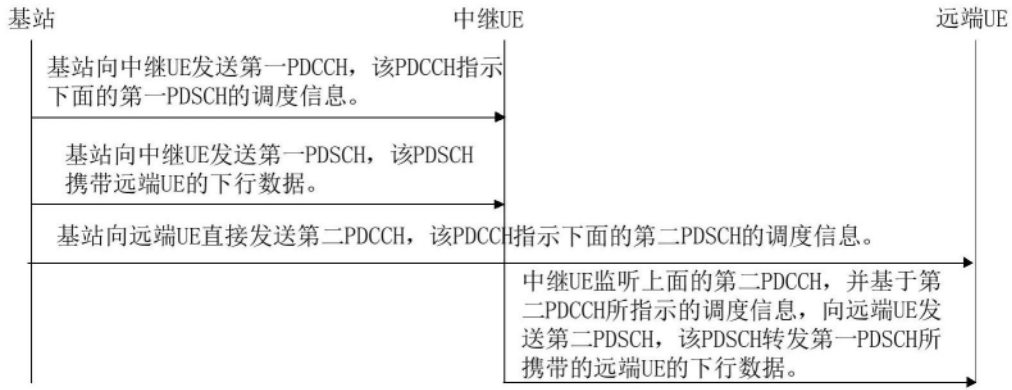 基站
中继UE
远端UE
基站向中继UE发送第一PDCCH，该PDCCH指示
下面的第一PDSCH的调度信息。
基站向中继UE发送第一PDSCH，该PDSCH
携带远端UE的下行数据。
基站向远端UE直接发送第二PDCCH，该PDCCH指示下面的第二PDSCH的调度信息。
中继UE监听上面的第二PDCCH，并基于第
二PDCCH所指示的调度信息，向远端UE发
送第二PDSCH，该PDSCH转发第一PDSCH所
携带的远端UE的下行数据。